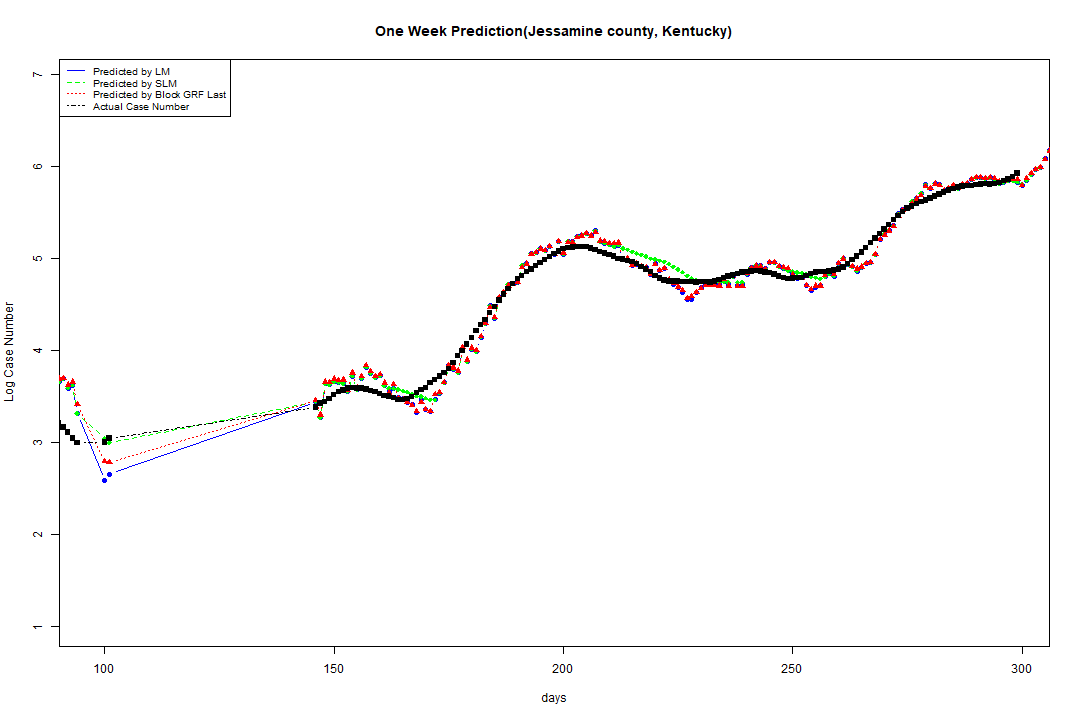 One Week Prediction(Jessamine county, Kentucky)
Predicted by LM
Predicted by SLM
Predicted by Block GRF Last
Actual Case Number
7
6
5
4
3
2
1
Log Case Number
100 150 200 250 300
days